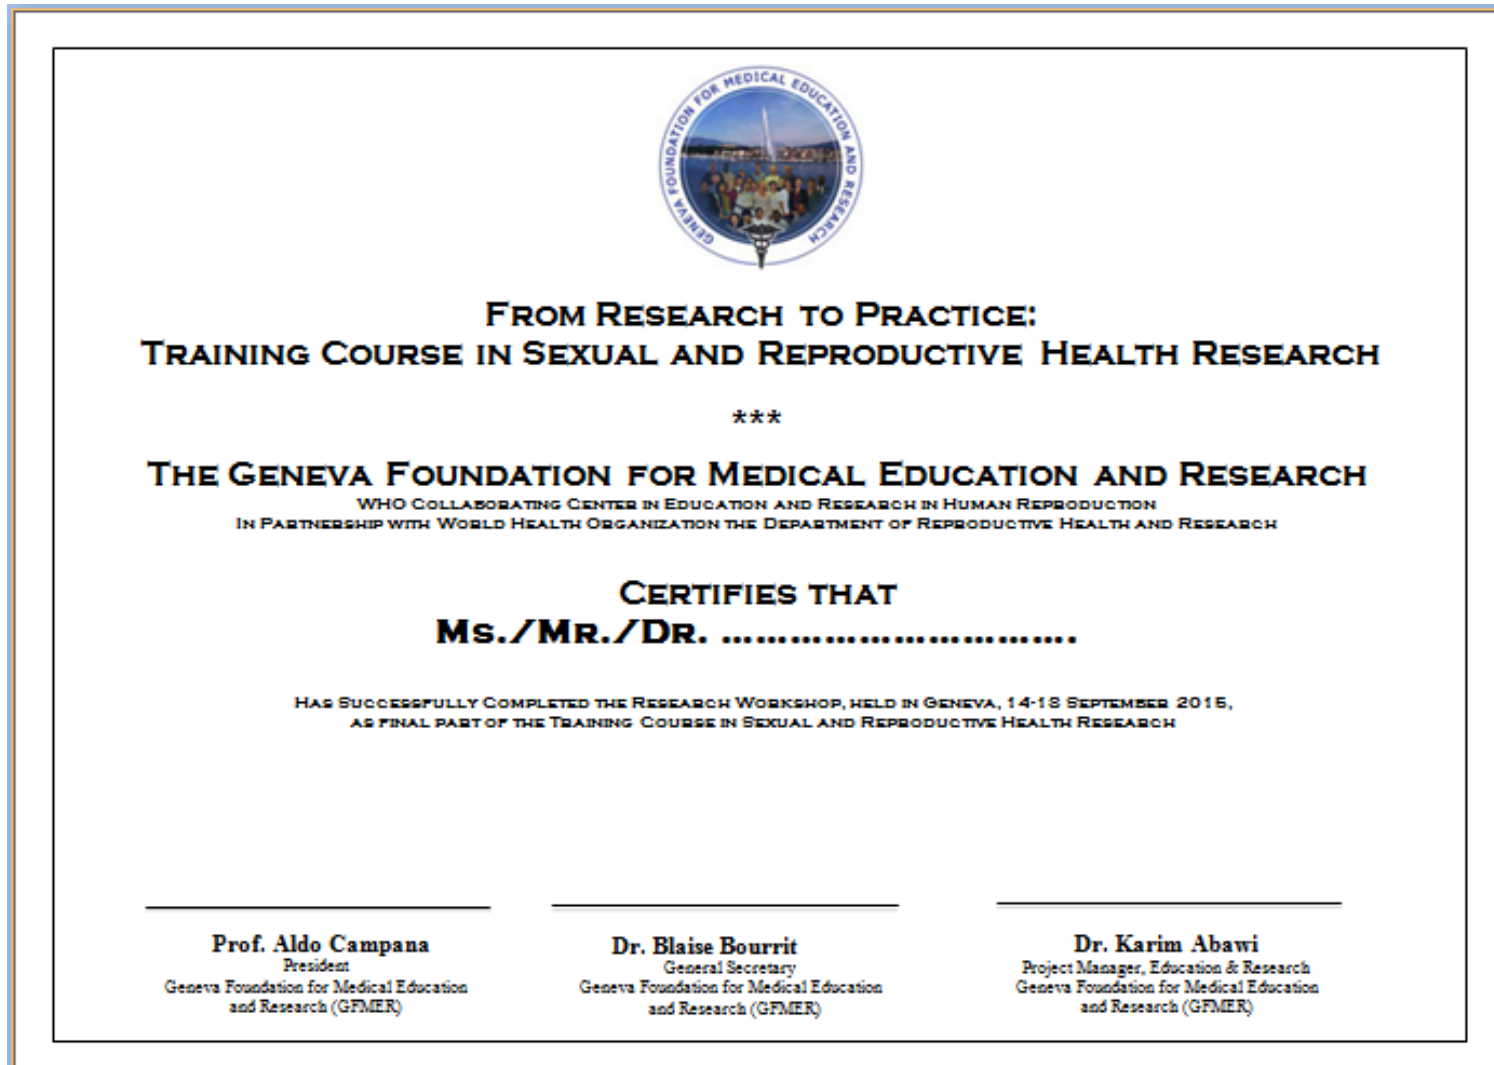 GENEVA FOUNDATION FOR MEDICAL EDUCATION AND RESEARCH
FROM RESEARCH TO PRACTICE:
TRAINING COURSE IN SEXUAL AND REPRODUCTIVE HEALTH RESEARCH
***
THE GENEVA FOUNDATION FOR MEDICAL EDUCATION AND RESEARCH
WHO COLLABORATING CENTER IN EDUCATION AND RESEARCH IN HUMAN REPRODUCTION
IN PARTNERSHIP WITH WORLD HEALTH ORGANIZATION THE DEPARTMENT OF REPRODUCTIVE HEALTH AND RESEARCH
CERTIFIES THAT
MS./MR./DR. ................................
HAS SUCCESSFULLY COMPLETED THE RESEARCH WORKSHOP, HELD IN GENEVA, 14-18 SEPTEMBER 2015,
AS FINAL PART OF THE TRAINING COURSE IN SEXUAL AND REPRODUCTIVE HEALTH RESEARCH
Prof. Aldo Campana
President
Geneva Foundation for Medical Education
and Research (GFMER)
Dr. Blaise Bourrit
General Secretary
Geneva Foundation for Medical Education
and Research (GFMER)
Dr. Karim Abawi
Project Manager, Education & Research
Geneva Foundation for Medical Education
and Research (GFMER)